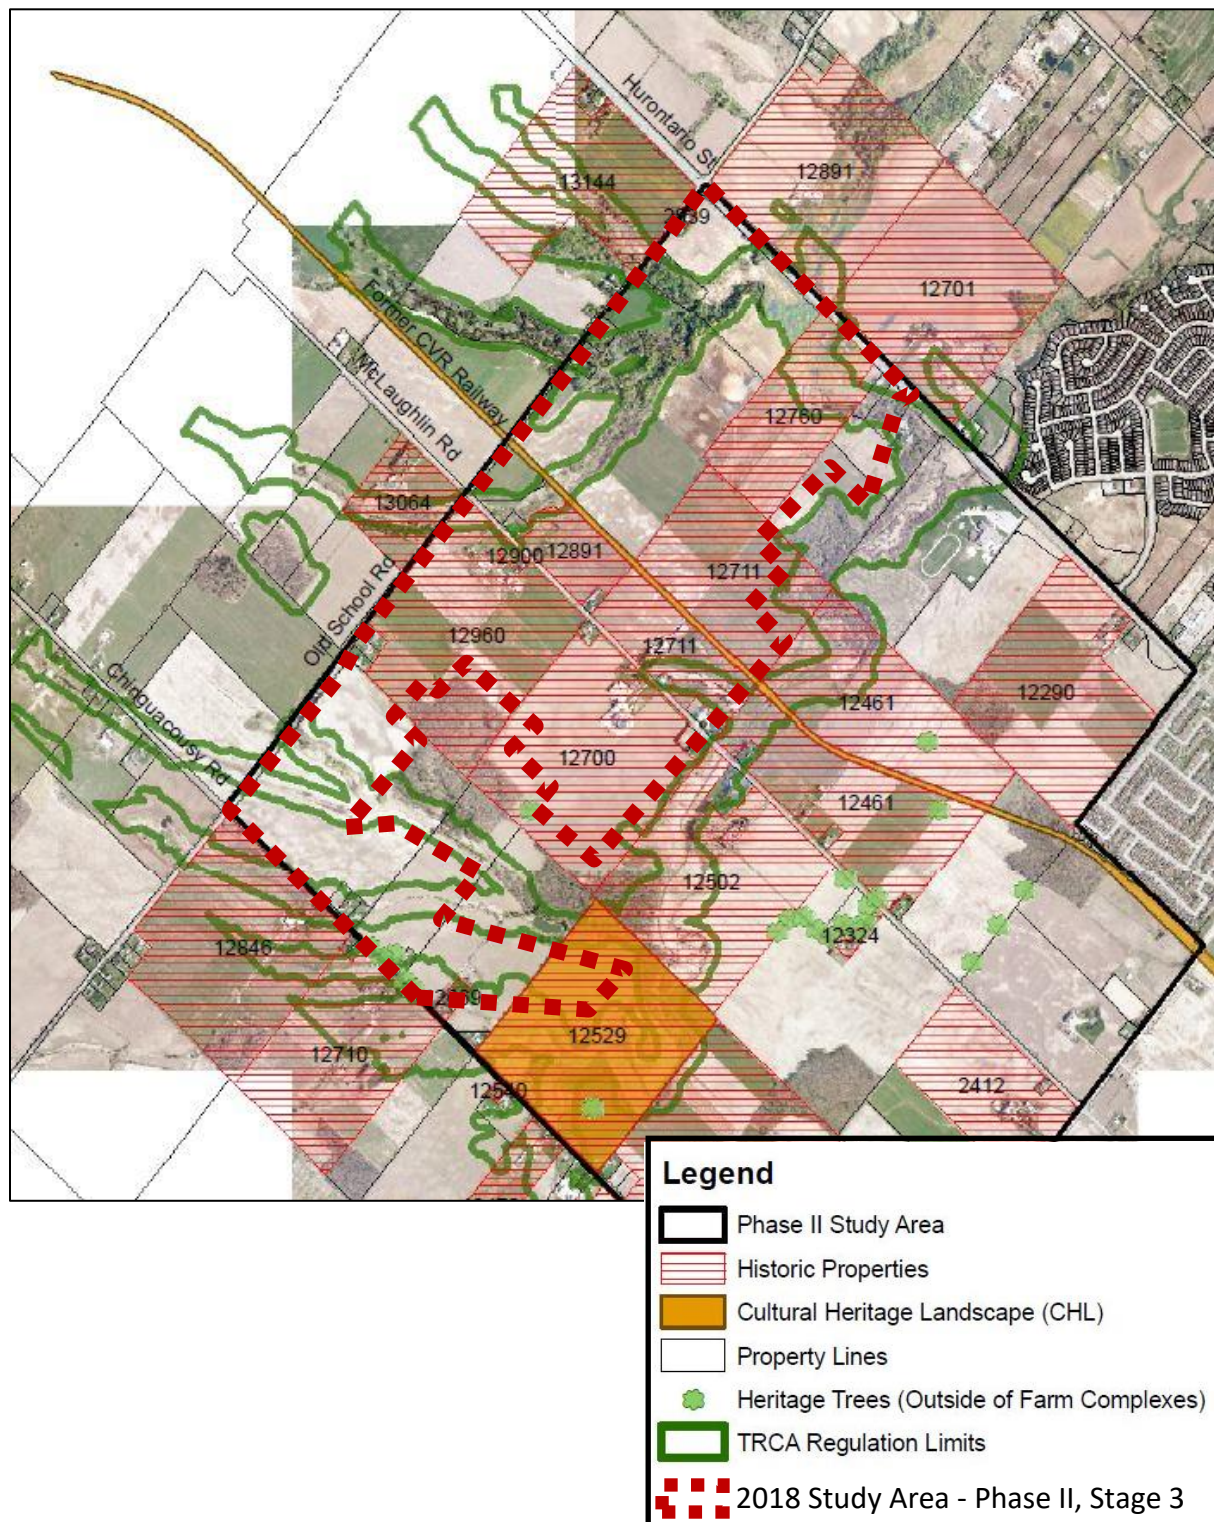 Hurontario St
12891
13144
2939
12701
Former CVR Railway
McLaughlin Rd
12760
13064
12900
12891
12711
Old School Rd
12960
12711
Chinguacousy Rd
12290
12461
12700
12461
12502
12324
12846
12529
12710
12540
2412
Legend
Phase II Study Area
Historic Properties
Cultural Heritage Landscape (CHL)
Property Lines
Heritage Trees (Outside of Farm Complexes)
TRCA Regulation Limits
2018 Study Area - Phase II, Stage 3